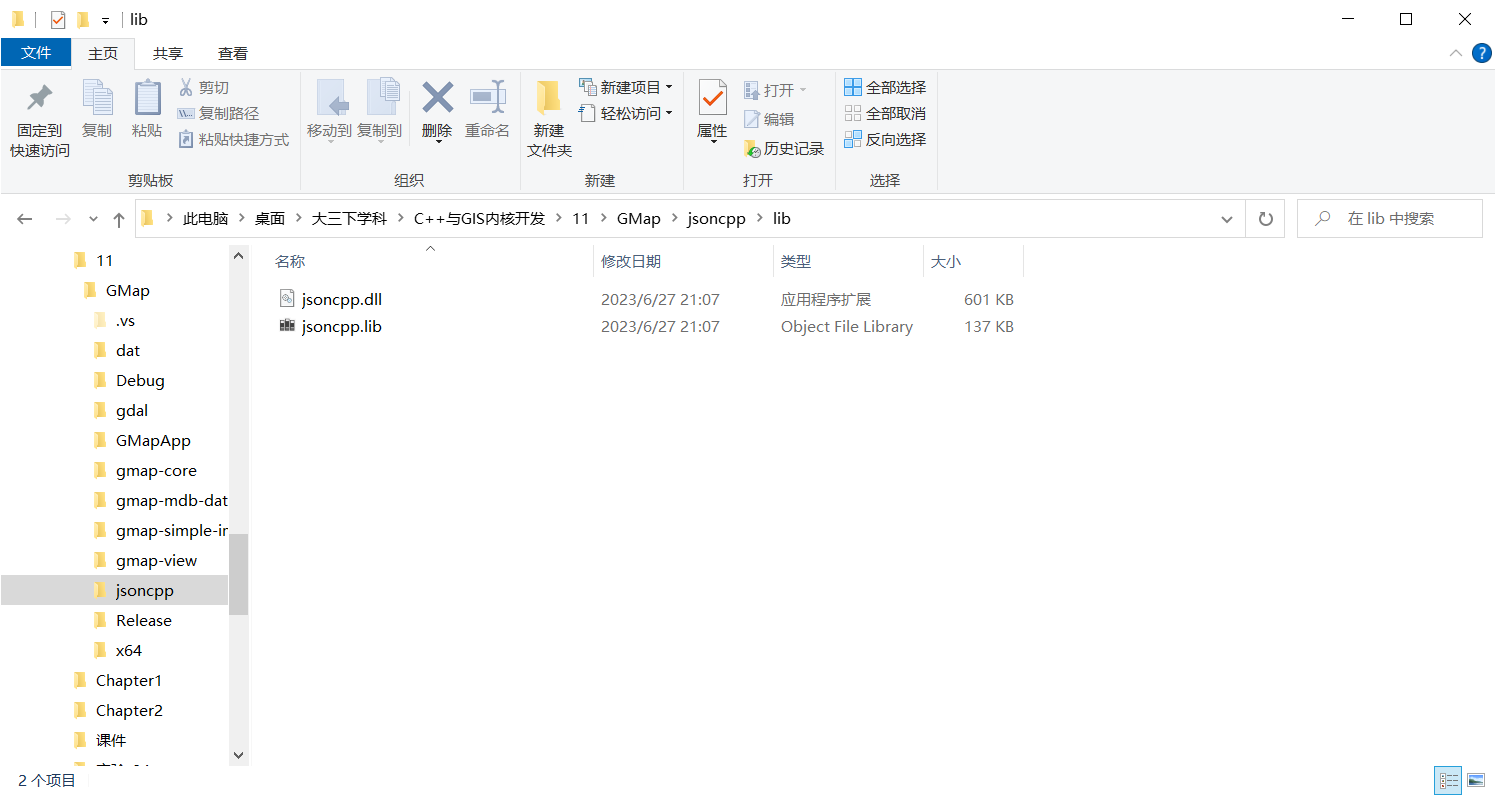 lib
文件 主页 共享 查看
固定到
快速访问
复制
粘贴
剪切
复制路径
粘贴快捷方式
剪贴板
移动到 复制到 删除 重命名
组织
新建
文件夹
新建项目
轻松访问
新建
属性
打开
编辑
历史记录
打开
全部选择
全部取消
反向选择
选择
此电脑 桌面 大三下学科 C++与GIS内核开发 11 GMap jsoncpp lib
在 lib 中搜索
11
GMap
.vs
dat
Debug
gdal
GMapApp
gmap-core
gmap-mdb-dat
gmap-simple-ir
gmap-view
jsoncpp
Release
x64
Chapter1
Chapter2
课件
名称 修改日期 类型 大小
jsoncpp.dll 2023/6/27 21:07 应用程序扩展 601 KB
jsoncpp.lib 2023/6/27 21:07 Object File Library 137 KB
2 个项目